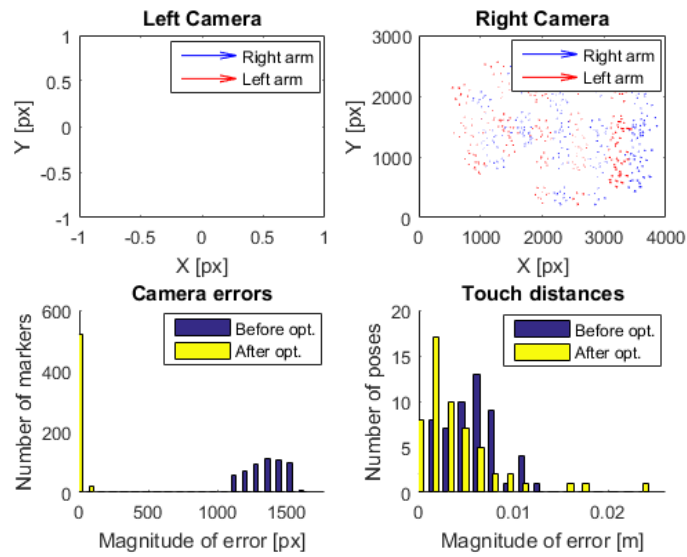 Left Camera
1
0.5
0
-0.5
-1
Y [px]
-1 -0.5 0 0.5 1
X [px]
Right arm
Left arm
Right Camera
3000
2000
1000
0
Y [px]
0 1000 2000 3000 4000
X [px]
Right arm
Left arm
Camera errors
600
400
200
0
Number of markers
0 500 1000 1500
Magnitude of error [px]
Before opt.
After opt.
Touch distances
20
15
10
5
0
Number of poses
0 0.01 0.02
Magnitude of error [m]
Before opt.
After opt.